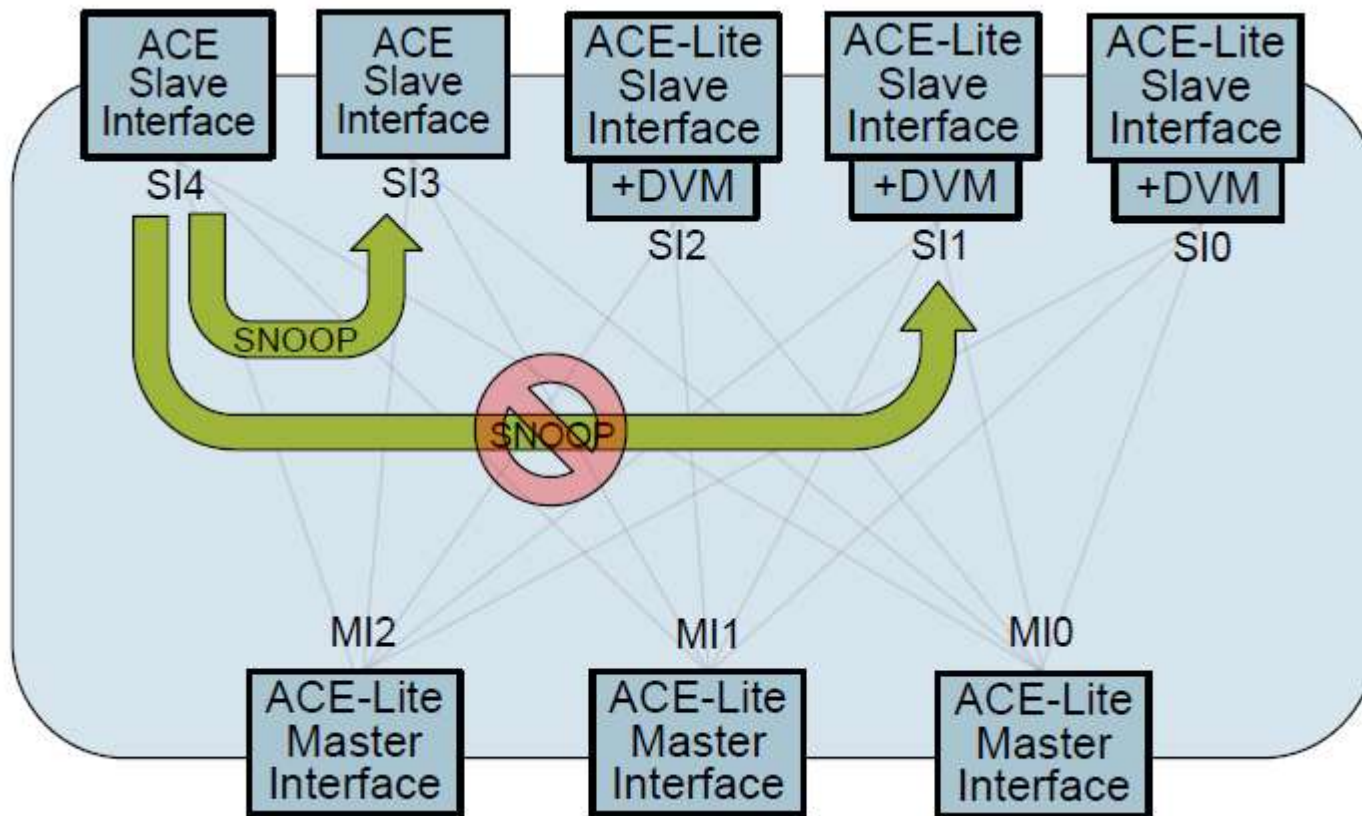 ACE
Slave
Interface
ACE
Slave
Interface
ACE-Lite
Slave
Interface
+DVM
ACE-Lite
Slave
Interface
+DVM
ACE-Lite
Slave
Interface
+DVM
SI4
SI3
SI2
SI1
SI0
SNOOP
SNOOP
MI2
MI1
MI0
ACE-Lite
Master
Interface
ACE-Lite
Master
Interface
ACE-Lite
Master
Interface